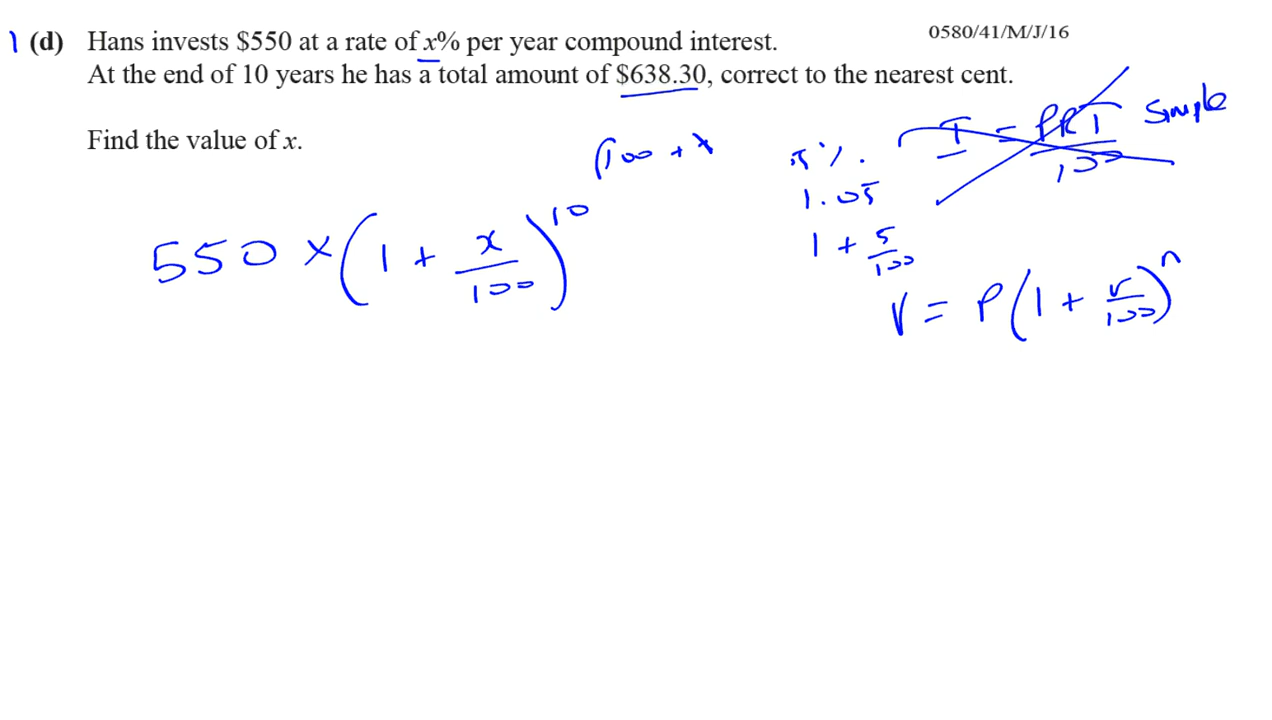 1 (d) Hans invests $550 at a rate of x% per year compound interest.
0580/41/M/J/16
At the end of 10 years he has a total amount of $638.30, correct to the nearest cent.
Find the value of x.
I = PRT/100 Simple
(100 + x
5%.
1.05
1 + 5/100
550 × (1 + x/100)^10
V = P(1 + r/100)^n